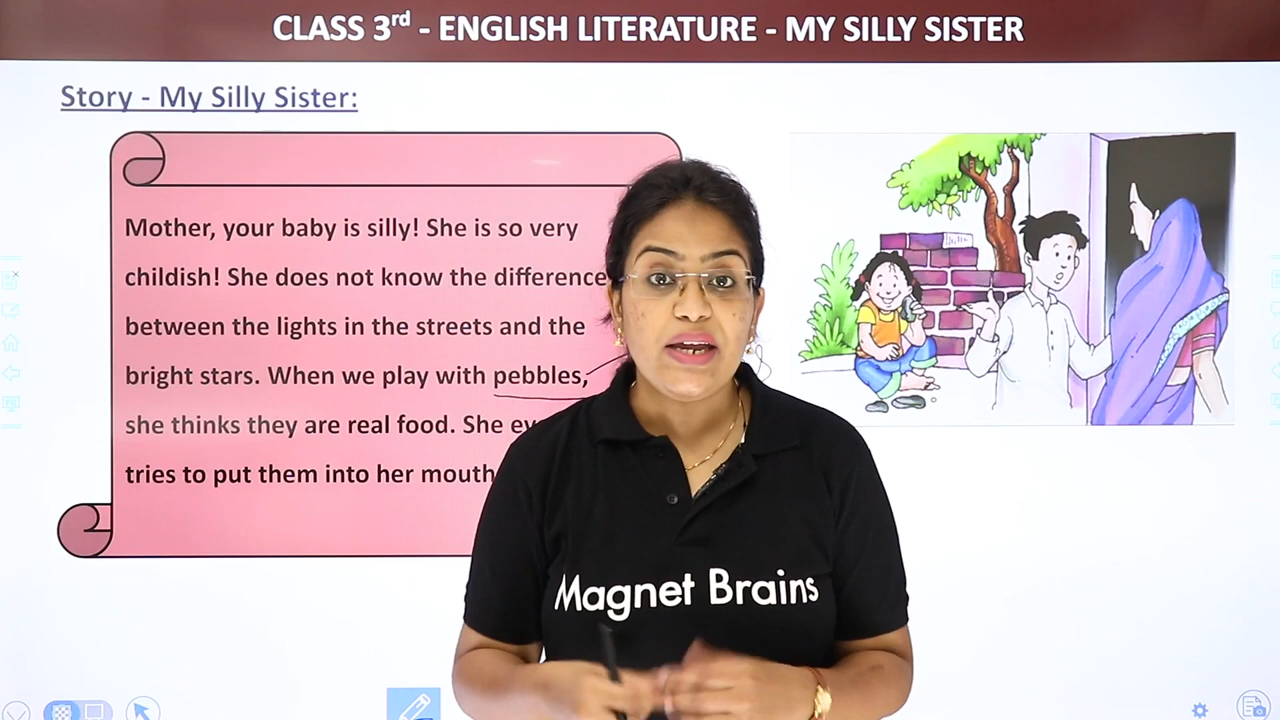 CLASS 3rd - ENGLISH LITERATURE - MY SILLY SISTER
Story - My Silly Sister:
Mother, your baby is silly! She is so very
childish! She does not know the difference
between the lights in the streets and the
bright stars. When we play with pebbles,
she thinks they are real food. She
tries to put them into her mouth
Magnet Brains